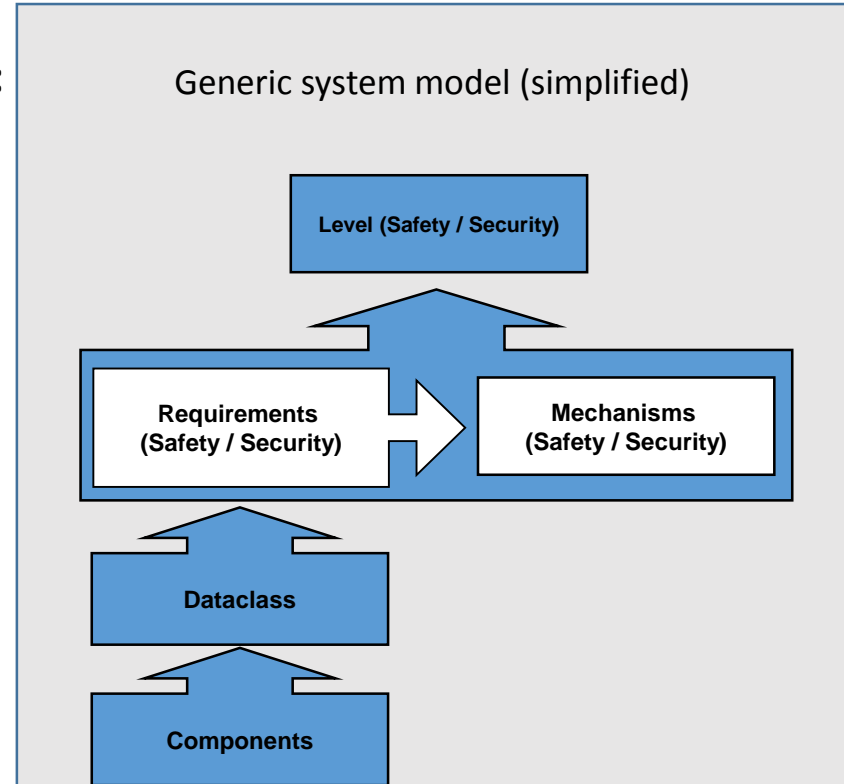 :
Generic system model (simplified)
Level (Safety / Security)
Requirements
(Safety / Security)
Mechanisms
(Safety / Security)
Dataclass
Components